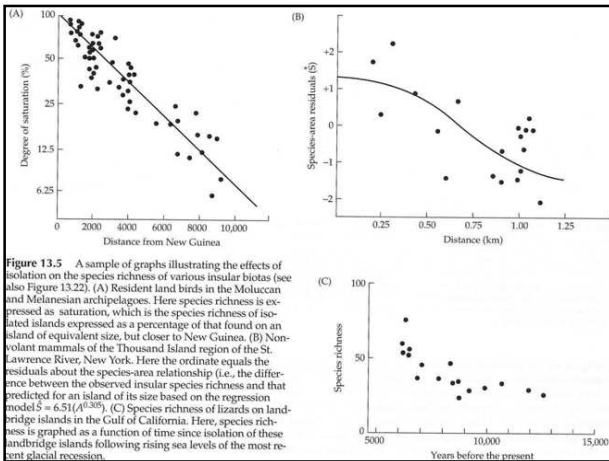 (A)
100
50
25
12.5
6.25
Degree of saturation (%)
0 2000 4000 6000 8000 10,000
Distance from New Guinea
(B)
+2
+1
0
−1
−2
Species-area residuals (Ŝ)
0.25 0.50 0.75 1.00 1.25
Distance (km)
Figure 13.5 A sample of graphs illustrating the effects of
isolation on the species richness of various insular biotas (see
also Figure 13.22). (A) Resident land birds in the Moluccan
and Melanesian archipelagoes. Here species richness is ex-
pressed as saturation, which is the species richness of iso-
lated islands expressed as a percentage of that found on an
island of equivalent size, but closer to New Guinea. (B) Non-
volant mammals of the Thousand Island region of the St.
Lawrence River, New York. Here the ordinate equals the
residuals about the species-area relationship (i.e., the differ-
ence between the observed insular species richness and that
predicted for an island of its size based on the regression
model Ŝ = 6.51(A^0.305). (C) Species richness of lizards on land-
bridge islands in the Gulf of California. Here, species rich-
ness is graphed as a function of time since isolation of these
landbridge islands following rising sea levels of the most re-
cent glacial recession.
(C)
100
50
0
Species richness
5000 10,000 15,000
Years before the present